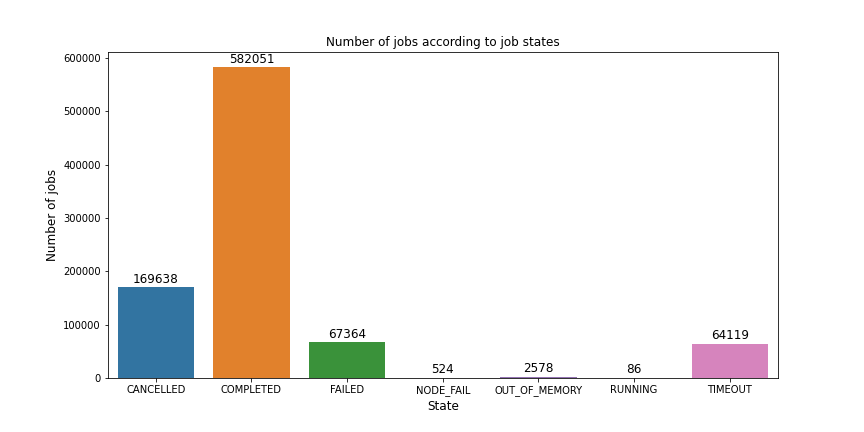 Number of jobs according to job states
Number of jobs
600000
500000
400000
300000
200000
100000
0
169638
582051
67364
524
2578
86
64119
CANCELLED
COMPLETED
FAILED
NODE_FAIL
OUT_OF_MEMORY
RUNNING
TIMEOUT
State